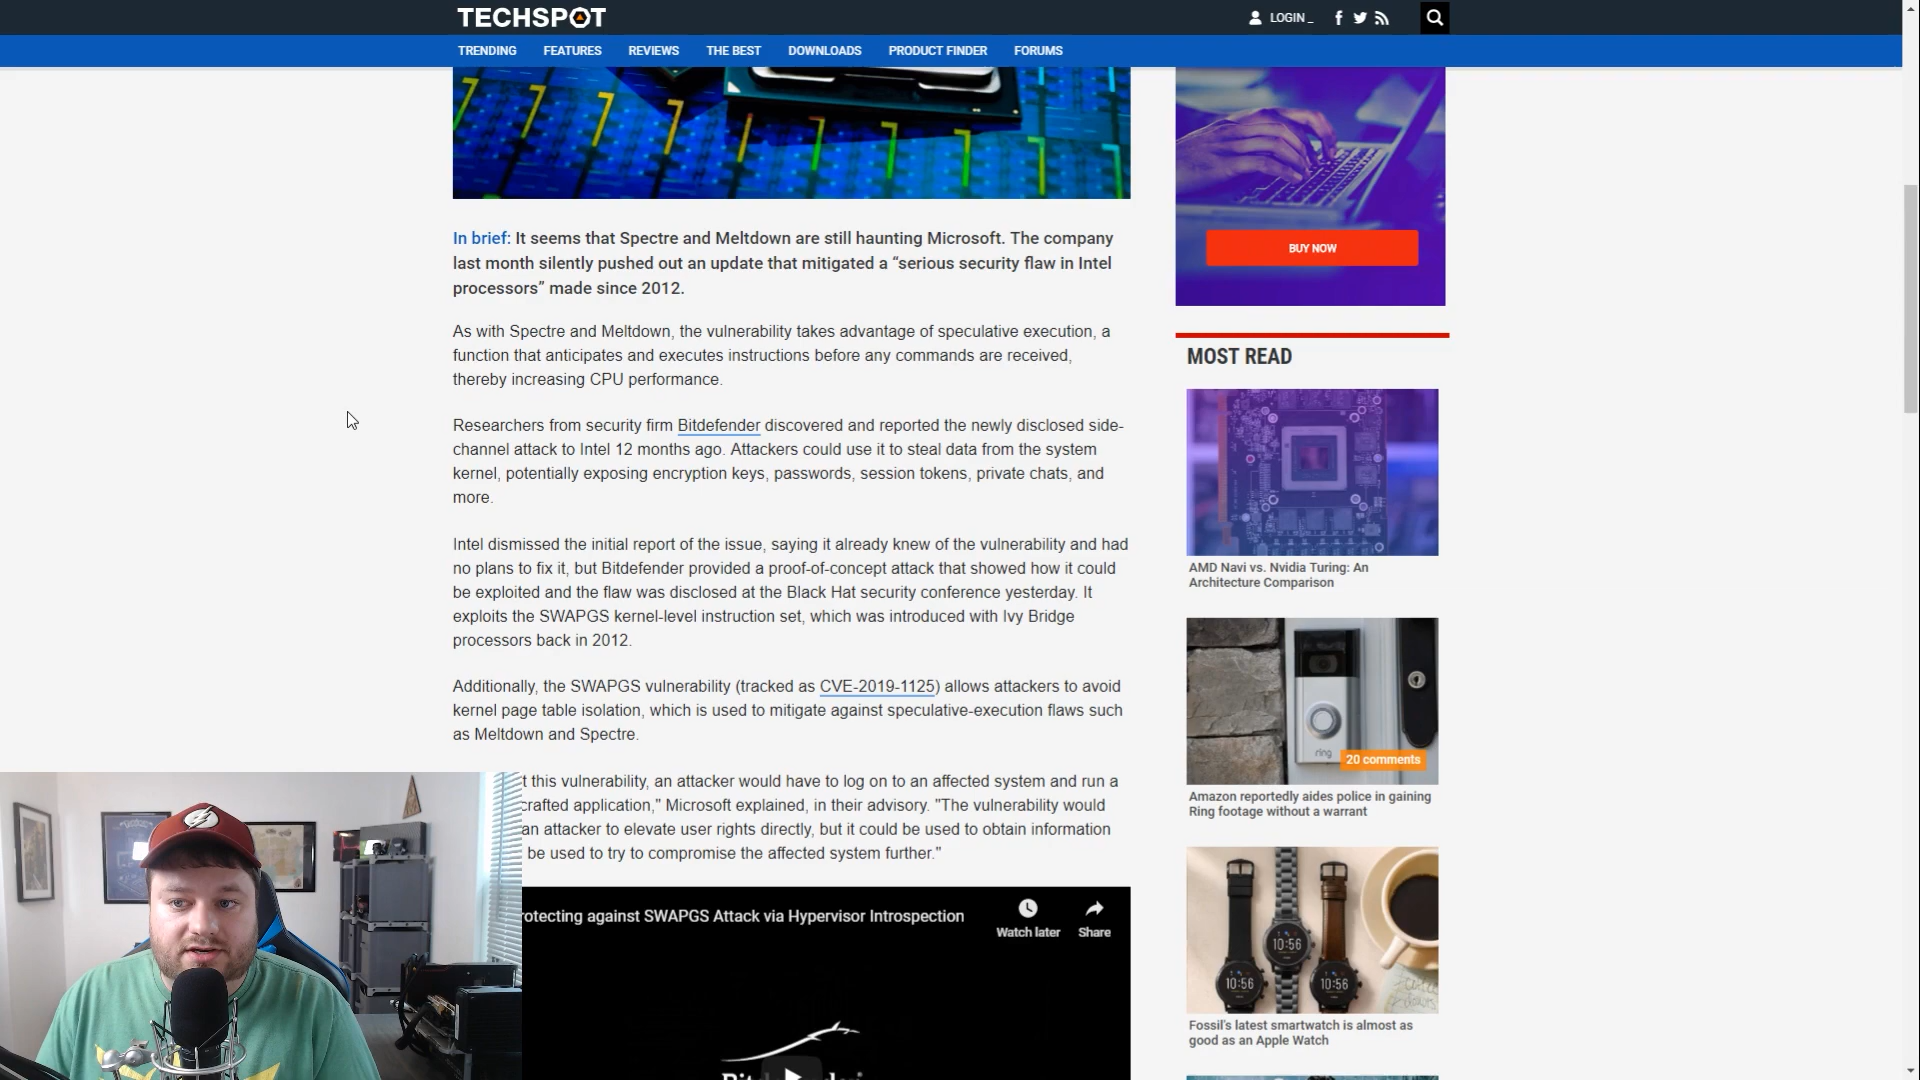 TECHSPOT
LOGIN_
TRENDING FEATURES REVIEWS THE BEST DOWNLOADS PRODUCT FINDER FORUMS
In brief: It seems that Spectre and Meltdown are still haunting Microsoft. The company
last month silently pushed out an update that mitigated a “serious security flaw in Intel
processors” made since 2012.
As with Spectre and Meltdown, the vulnerability takes advantage of speculative execution, a
function that anticipates and executes instructions before any commands are received,
thereby increasing CPU performance.
Researchers from security firm Bitdefender discovered and reported the newly disclosed side-
channel attack to Intel 12 months ago. Attackers could use it to steal data from the system
kernel, potentially exposing encryption keys, passwords, session tokens, private chats, and
more.
Intel dismissed the initial report of the issue, saying it already knew of the vulnerability and had
no plans to fix it, but Bitdefender provided a proof-of-concept attack that showed how it could
be exploited and the flaw was disclosed at the Black Hat security conference yesterday. It
exploits the SWAPGS kernel-level instruction set, which was introduced with Ivy Bridge
processors back in 2012.
Additionally, the SWAPGS vulnerability (tracked as CVE-2019-1125) allows attackers to avoid
kernel page table isolation, which is used to mitigate against speculative-execution flaws such
as Meltdown and Spectre.
t this vulnerability, an attacker would have to log on to an affected system and run a
crafted application," Microsoft explained, in their advisory. "The vulnerability would
an attacker to elevate user rights directly, but it could be used to obtain information
be used to try to compromise the affected system further."
otecting against SWAPGS Attack via Hypervisor Introspection
Watch later
Share
BUY NOW
MOST READ
AMD Navi vs. Nvidia Turing: An
Architecture Comparison
ring
20 comments
Amazon reportedly aides police in gaining
Ring footage without a warrant
10:56
10:56
10:56
Fossil's latest smartwatch is almost as
good as an Apple Watch